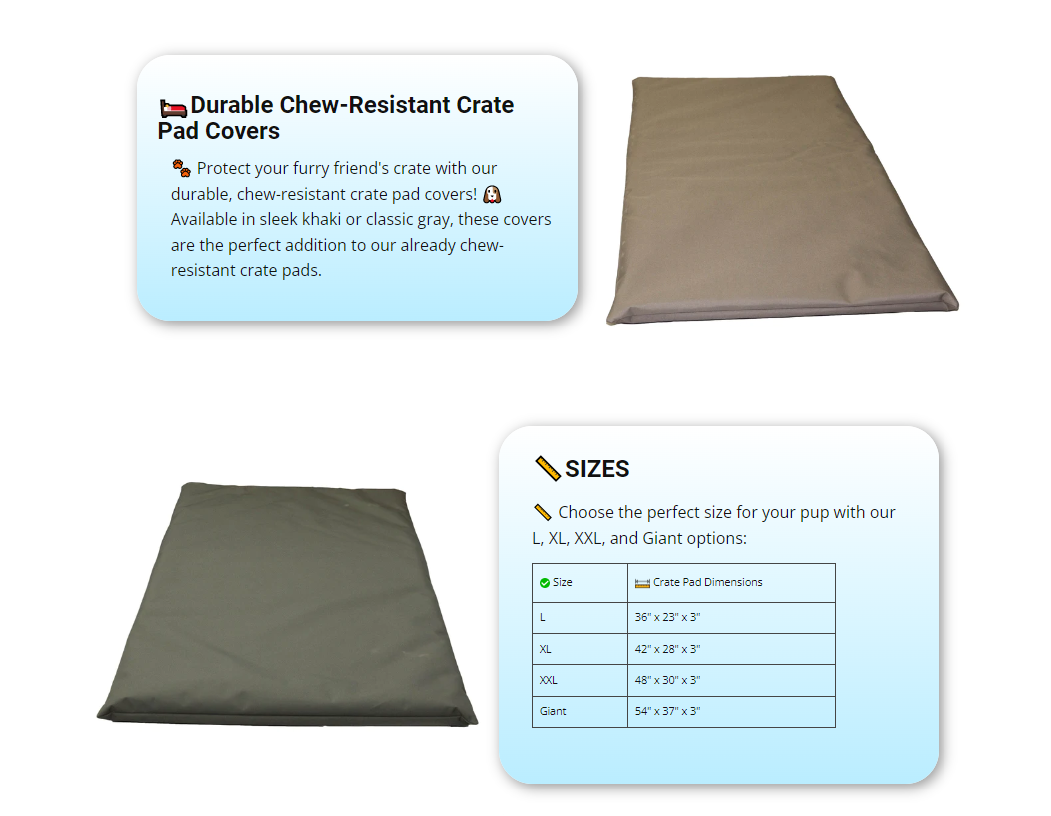 Durable Chew-Resistant Crate
Pad Covers
Protect your furry friend's crate with our
durable, chew-resistant crate pad covers!
Available in sleek khaki or classic gray, these covers
are the perfect addition to our already chew-
resistant crate pads.
SIZES
Choose the perfect size for your pup with our
L, XL, XXL, and Giant options:
Size Crate Pad Dimensions
L 36" x 23" x 3"
XL 42" x 28" x 3"
XXL 48" x 30" x 3"
Giant 54" x 37" x 3"